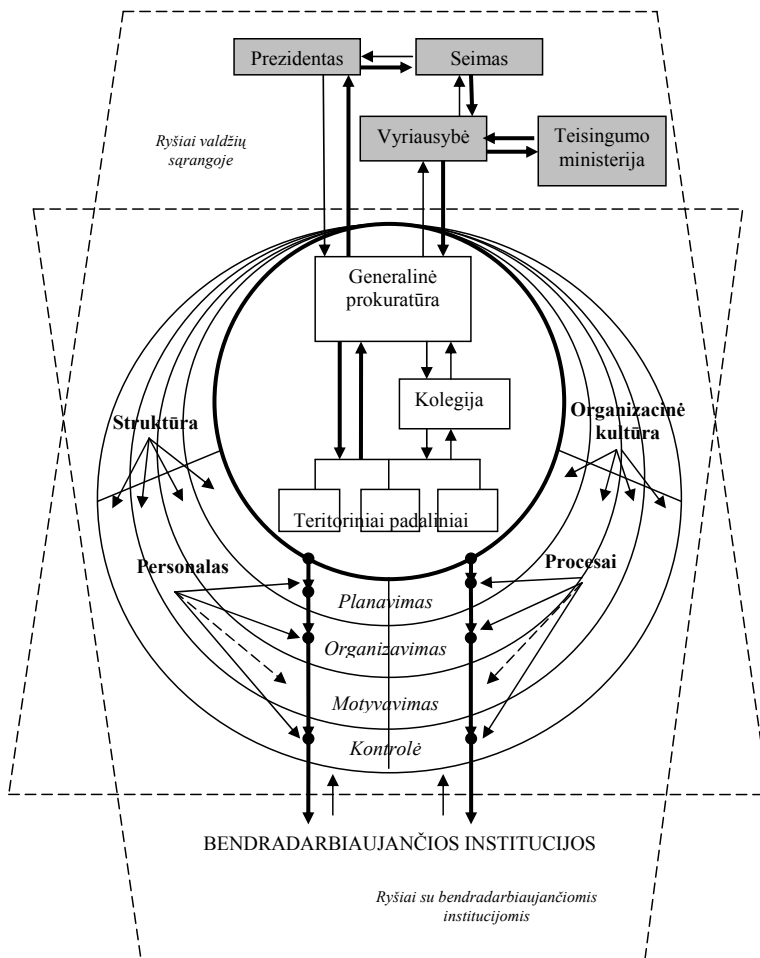 Prezidentas
Seimas
Ryšiai valdžių
sąrangoje
Vyriausybė
Teisingumo
ministerija
Generalinė
prokuratūra
Kolegija
Struktūra
Organizacinė
kultūra
Teritoriniai padaliniai
Personalas
Procesai
Planavimas
Organizavimas
Motyvavimas
Kontrolė
BENDRADARBIAUJANČIOS INSTITUCIJOS
Ryšiai su bendradarbiaujančiomis
institucijomis